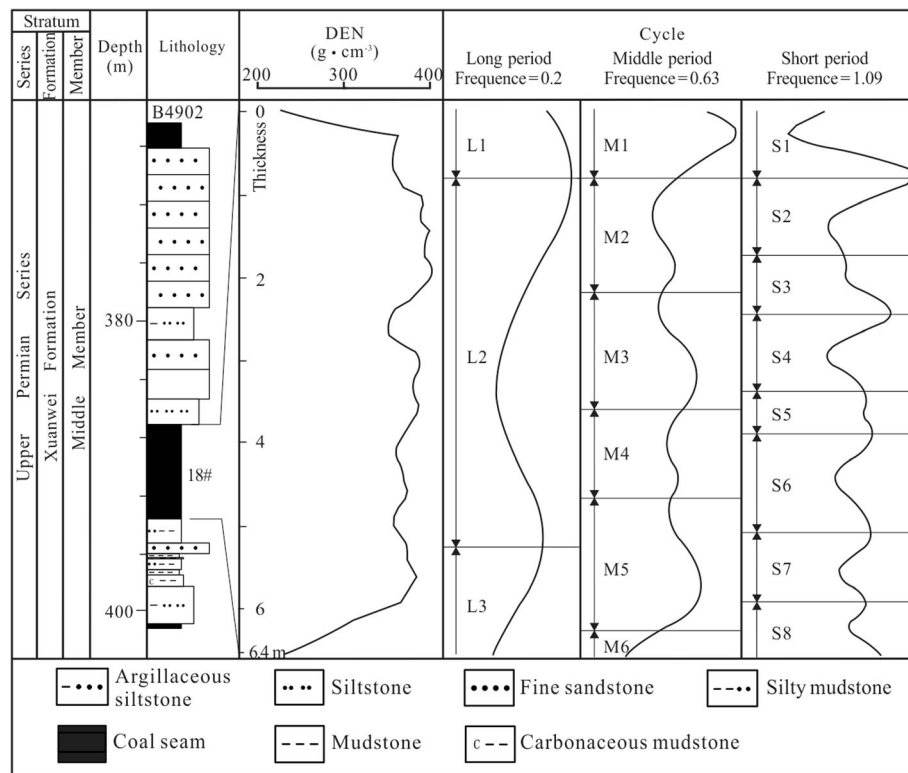 Stratum
Series
Formation
Member
Depth
(m)
Lithology
DEN
(g • cm⁻³)
200
300
400
Cycle
Long period
Frequence=0.2
Middle period
Frequence=0.63
Short period
Frequence=1.09
Upper Permian Series
Xuanwei Formation
Middle Member
B4902
380
18#
400
0
Thickness
2
4
6
6.4 m
L1
L2
L3
M1
M2
M3
M4
M5
M6
S1
S2
S3
S4
S5
S6
S7
S8
C
Argillaceous
siltstone
Siltstone
Fine sandstone
Silty mudstone
Coal seam
Mudstone
C
Carbonaceous mudstone